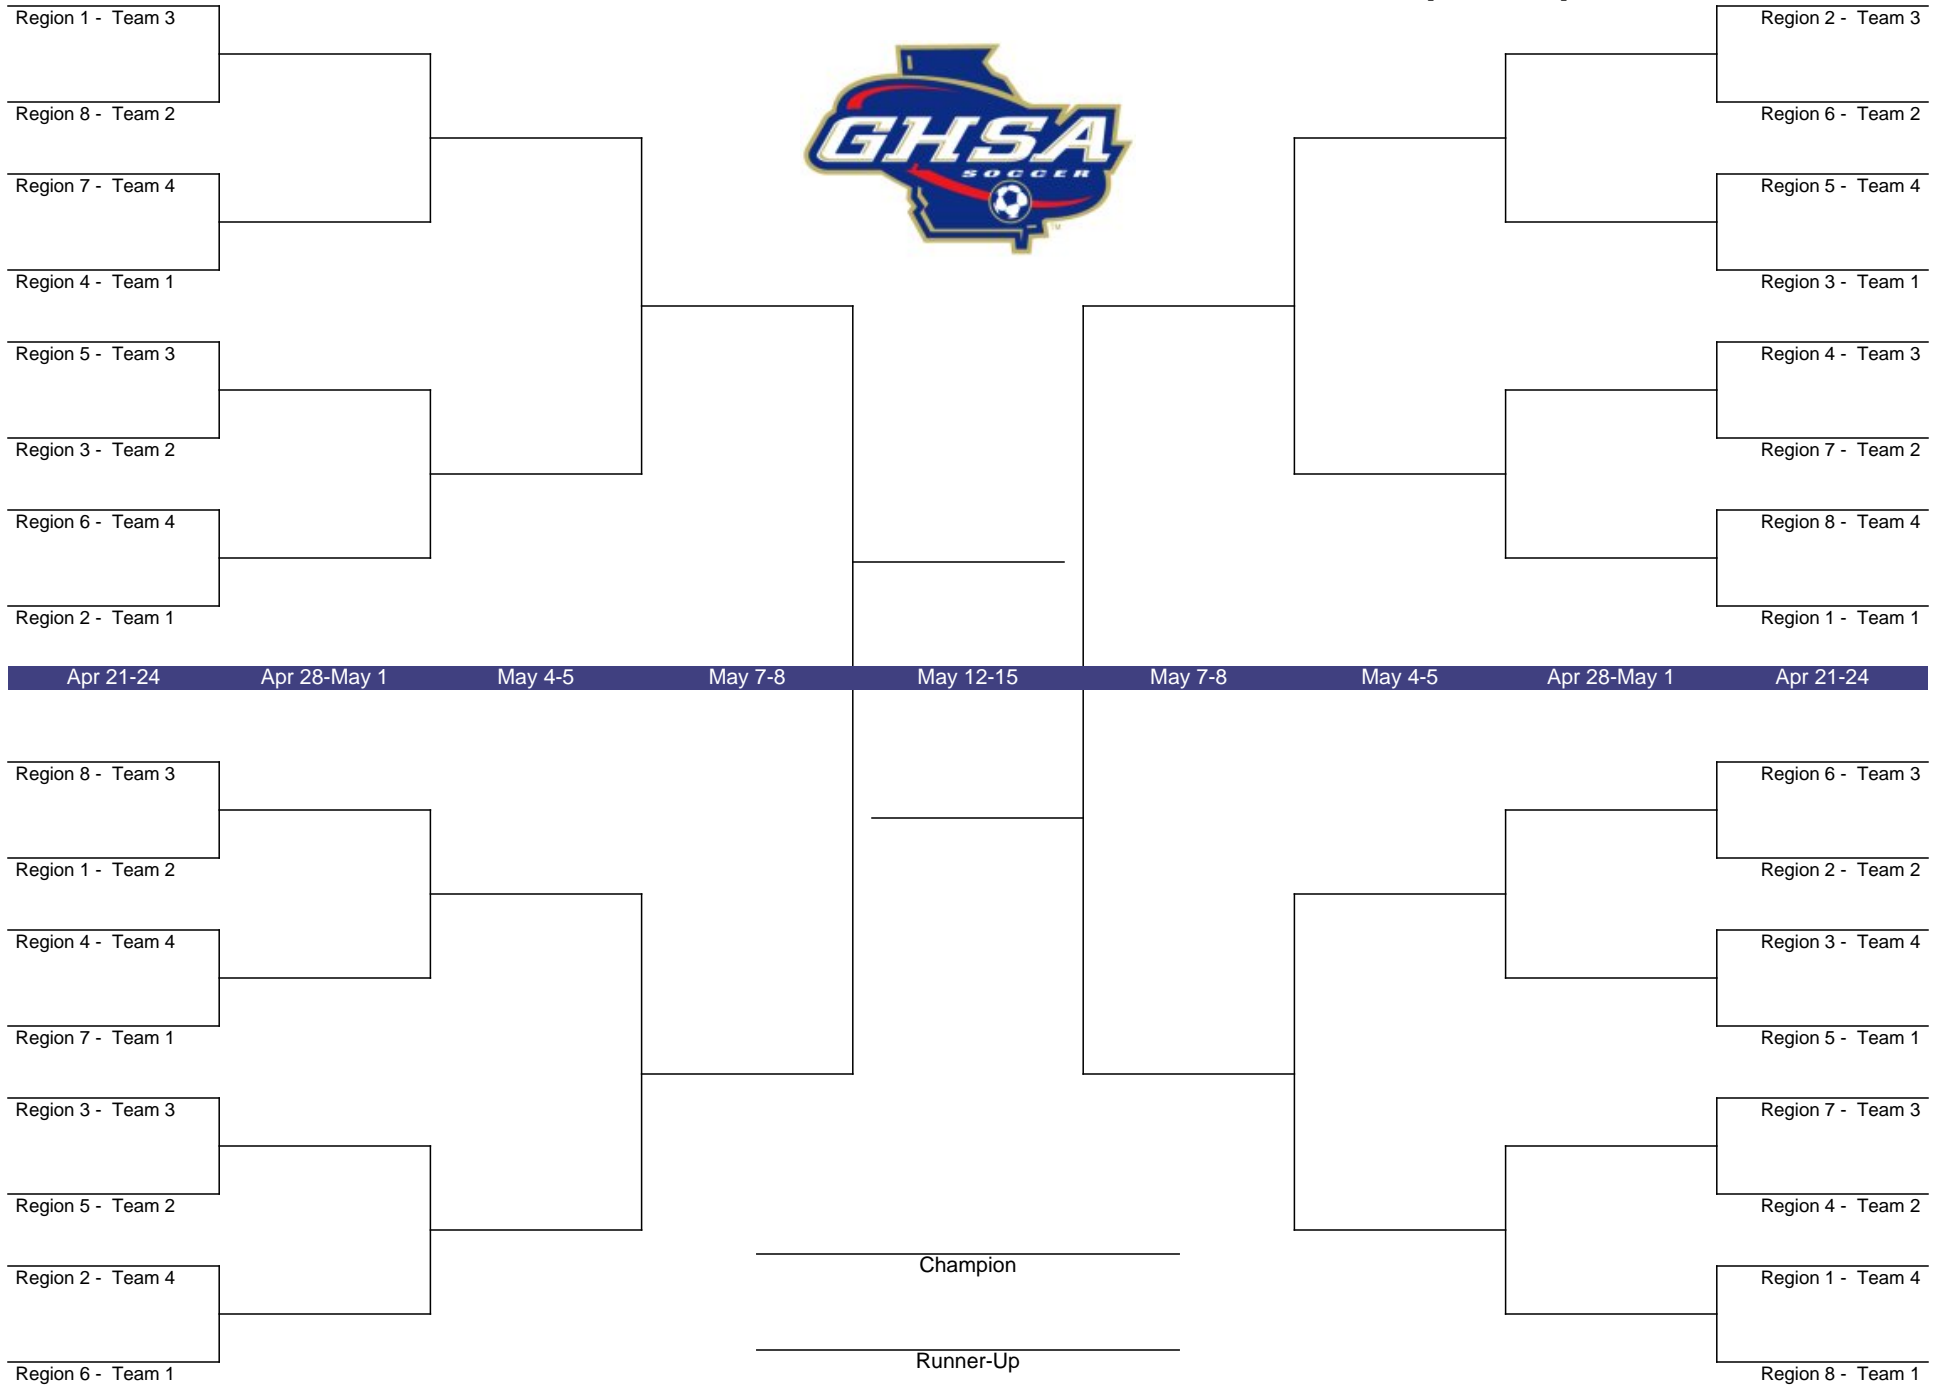 Region 1 - Team 3
Region 2 - Team 3
Region 8 - Team 2
Region 6 - Team 2
GHSA
SOCCER
TM
Region 7 - Team 4
Region 5 - Team 4
Region 4 - Team 1
Region 3 - Team 1
Region 5 - Team 3
Region 4 - Team 3
Region 3 - Team 2
Region 7 - Team 2
Region 6 - Team 4
Region 8 - Team 4
Region 2 - Team 1
Region 1 - Team 1
Apr 21-24 Apr 28-May 1 May 4-5 May 7-8 May 12-15 May 7-8 May 4-5 Apr 28-May 1 Apr 21-24
Region 8 - Team 3
Region 6 - Team 3
Region 1 - Team 2
Region 2 - Team 2
Region 4 - Team 4
Region 3 - Team 4
Region 7 - Team 1
Region 5 - Team 1
Region 3 - Team 3
Region 7 - Team 3
Region 5 - Team 2
Region 4 - Team 2
Champion
Region 2 - Team 4
Region 1 - Team 4
Runner-Up
Region 6 - Team 1
Region 8 - Team 1